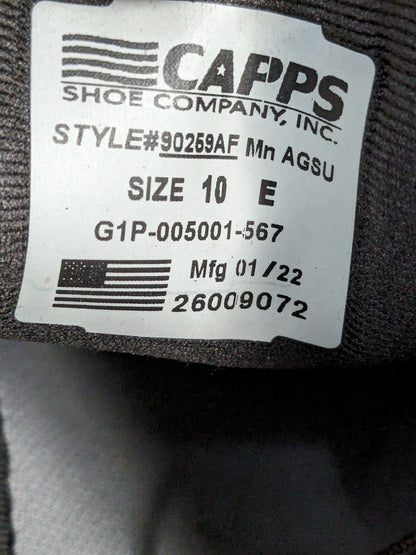 CAPPS
SHOE COMPANY, INC.
STYLE#90259AF Mn AGSU
SIZE 10 E
G1P-005001-567
Mfg 01/22
26009072